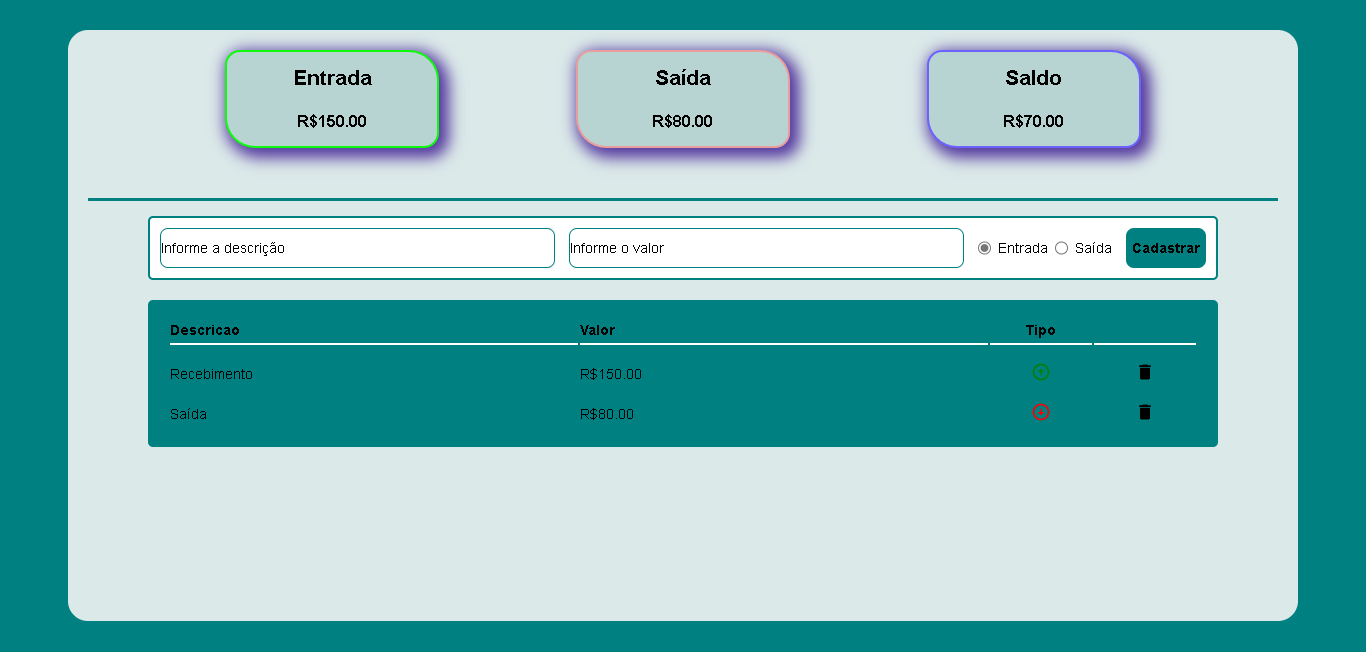 Entrada Saída Saldo
R$150.00 R$80.00 R$70.00
Informe a descrição Informe o valor Entrada Saída Cadastrar
Descricao Valor Tipo
Recebimento R$150.00
Saída R$80.00